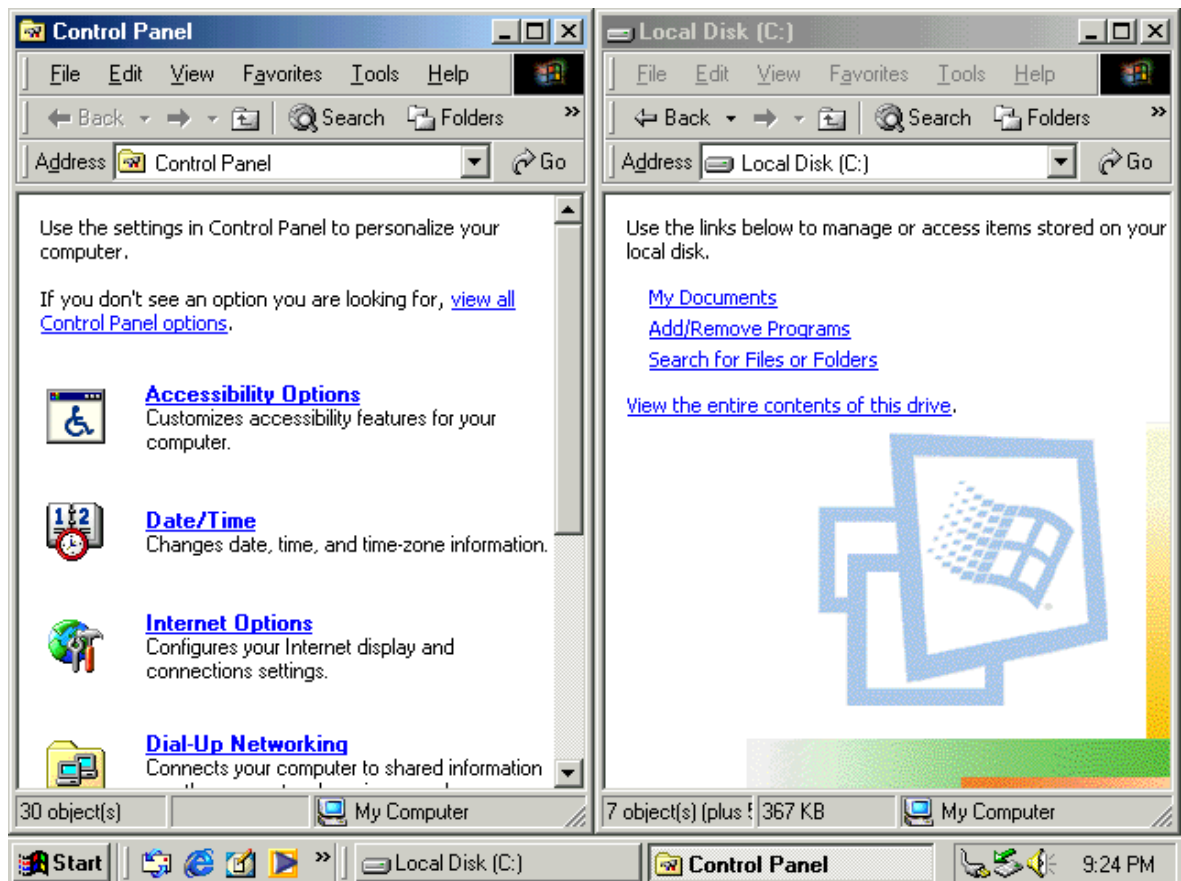 Control Panel
File Edit View Favorites Tools Help
Back Search Folders »
Address Control Panel Go
Use the settings in Control Panel to personalize your
computer.
If you don't see an option you are looking for, view all
Control Panel options.
Accessibility Options
Customizes accessibility features for your
computer.
112
Date/Time
Changes date, time, and time-zone information.
Internet Options
Configures your Internet display and
connections settings.
Dial-Up Networking
Connects your computer to shared information
30 object(s) My Computer
Local Disk (C:)
File Edit View Favorites Tools Help
Back Search Folders »
Address Local Disk (C:) Go
Use the links below to manage or access items stored on your
local disk.
My Documents
Add/Remove Programs
Search for Files or Folders
View the entire contents of this drive.
7 object(s) (plus 367 KB My Computer
Start » Local Disk (C:) Control Panel 9:24 PM